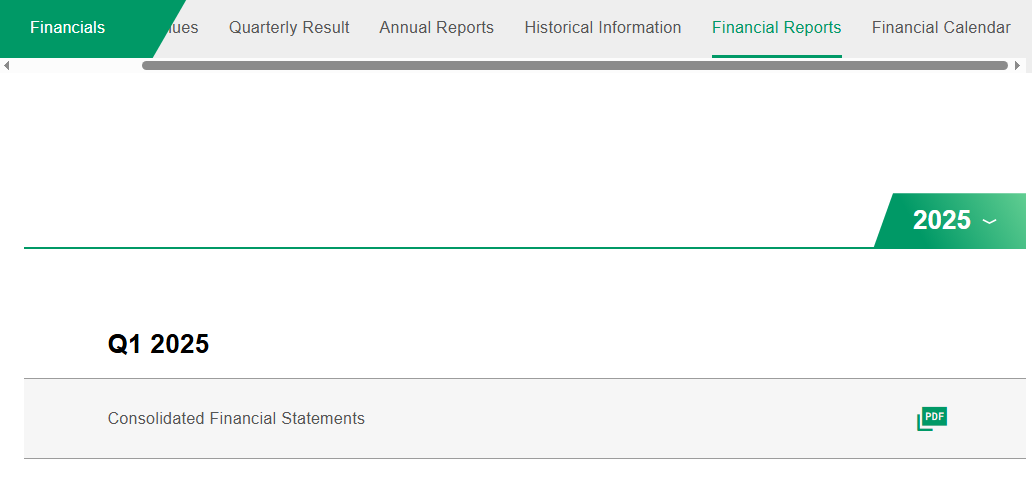 Financials Quarterly Result Annual Reports Historical Information Financial Reports Financial Calendar
2025
Q1 2025
Consolidated Financial Statements
PDF